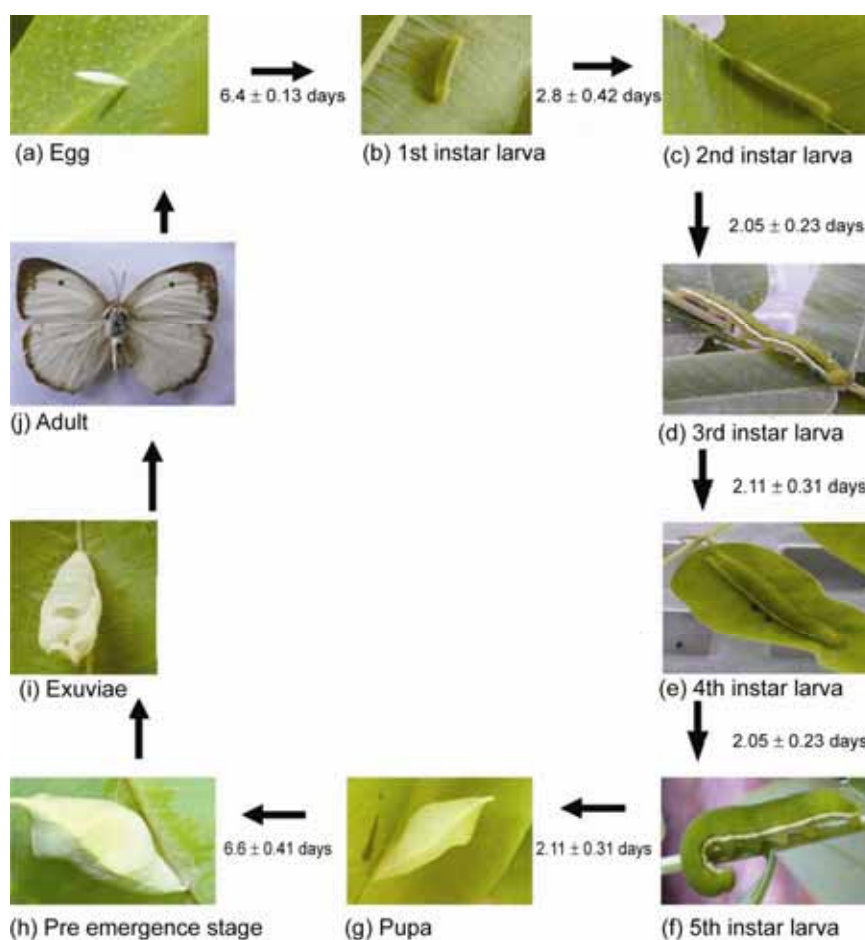 6.4 ± 0.13 days
2.8 ± 0.42 days
(a) Egg
(b) 1st instar larva
(c) 2nd instar larva
2.05 ± 0.23 days
(j) Adult
(d) 3rd instar larva
2.11 ± 0.31 days
(i) Exuviae
(e) 4th instar larva
2.05 ± 0.23 days
6.6 ± 0.41 days
2.11 ± 0.31 days
(h) Pre emergence stage
(g) Pupa
(f) 5th instar larva